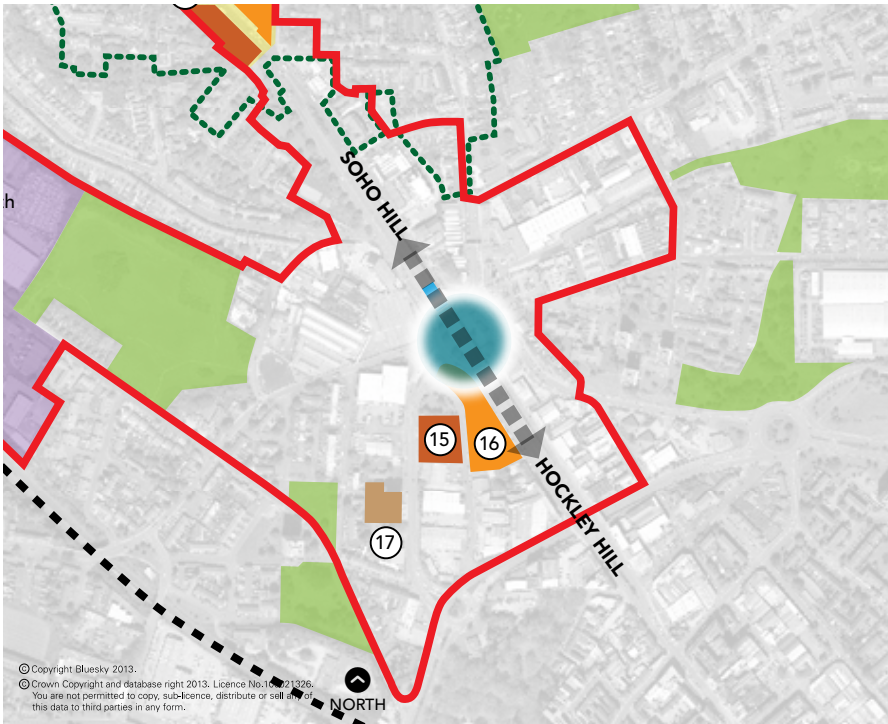 SOHO HILL
th
15
16
HOCKLEY HILL
17
© Copyright Bluesky 2013.
© Crown Copyright and database right 2013. Licence No.100021326.
You are not permitted to copy, sub-licence, distribute or sell any of
this data to third parties in any form.
NORTH